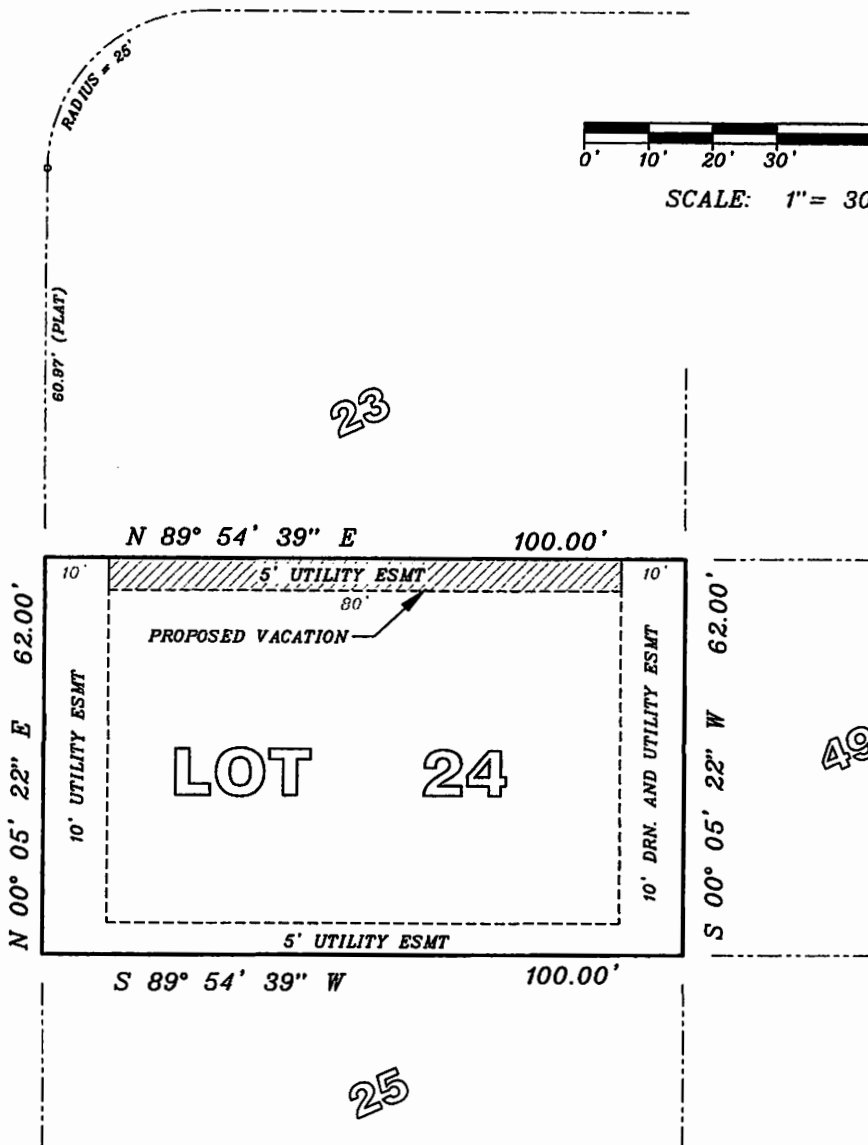 RADIUS = 25'
0' 10' 20' 30'
SCALE: 1"= 30
60.97' (PLAT)
23
N 89° 54' 39" E 100.00'
10' 5' UTILITY ESMT 10'
80'
PROPOSED VACATION
N 00° 05' 22" E 62.00'
10' UTILITY ESMT
LOT 24
10' DRN. AND UTILITY ESMT
S 00° 05' 22" W 62.00'
49
5' UTILITY ESMT
S 89° 54' 39" W 100.00'
25